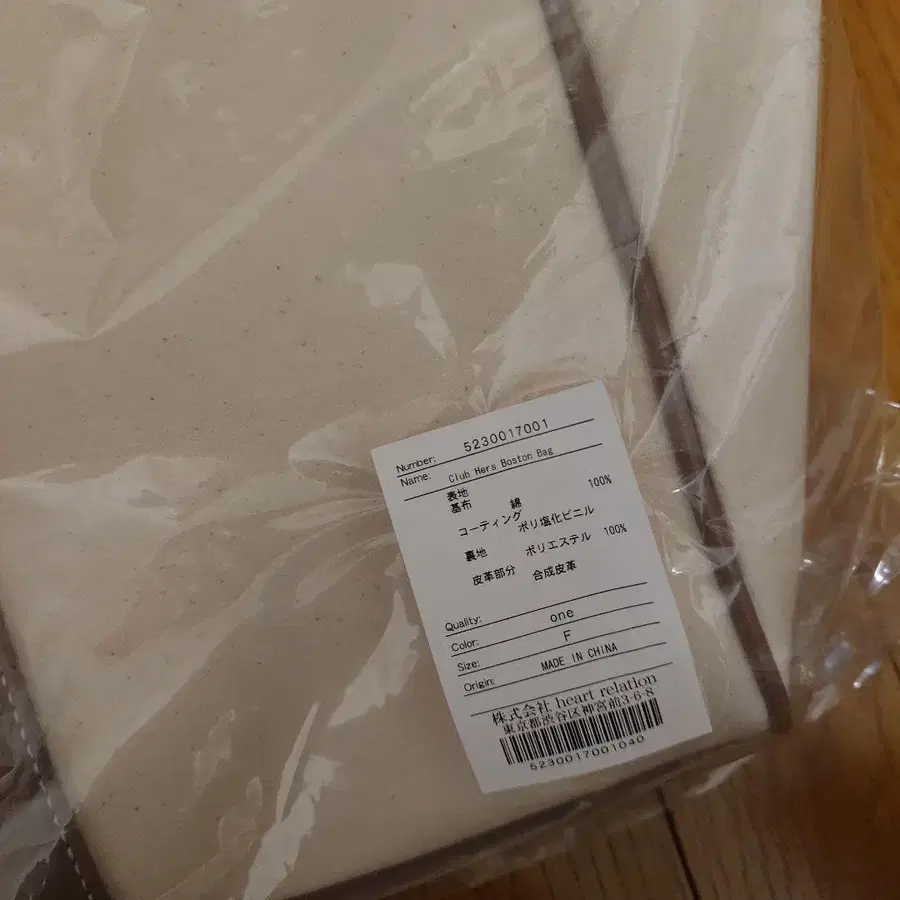 Number: 5230017001
Name: Club Hers Boston Bag
表地
基布 綿 100%
コーティング ポリ塩化ビニル
裏地 ポリエステル 100%
皮革部分 合成皮革
Quality:
Color: one
Size: F
Origin: MADE IN CHINA
株式会社 heart relation
東京都渋谷区神宮前3-6-8
5230017001040